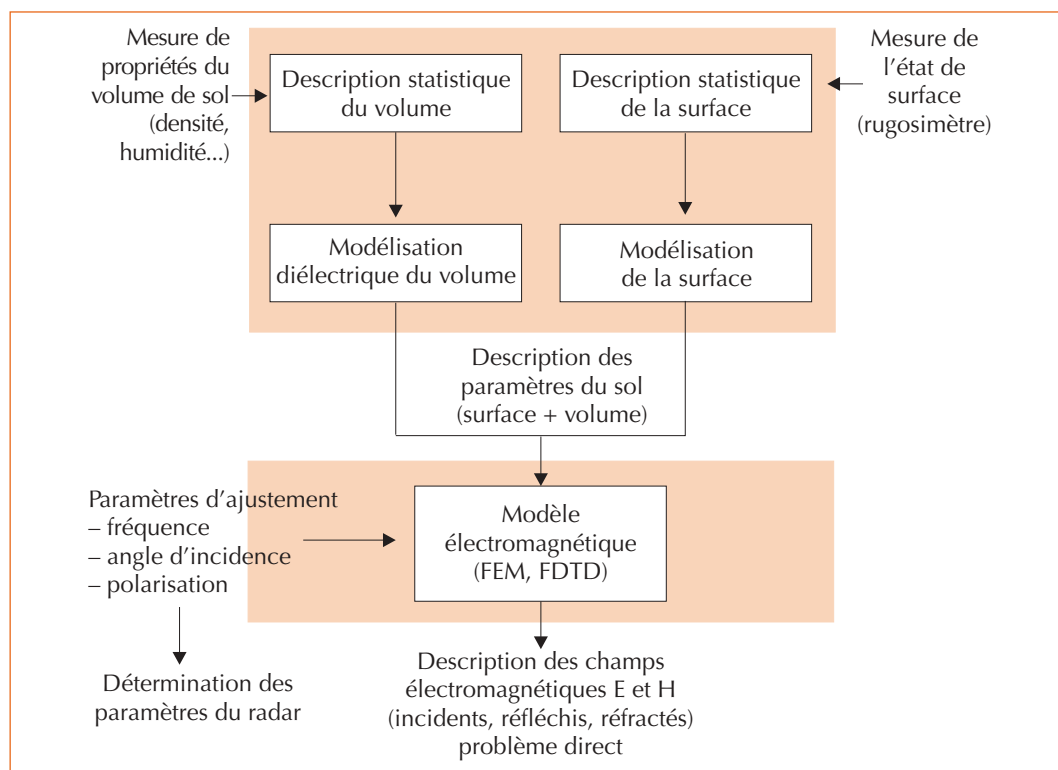 Mesure de
propriétés du
volume de sol
(densité,
humidité...)
Description statistique
du volume
Description statistique
de la surface
Mesure de
l’état de
surface
(rugosimètre)
Modélisation
diélectrique du volume
Modélisation
de la surface
Description des
paramètres du sol
(surface + volume)
Paramètres d’ajustement
– fréquence
– angle d’incidence
– polarisation
Modèle
électromagnétique
(FEM, FDTD)
Détermination des
paramètres du radar
Description des champs
électromagnétiques E et H
(incidents, réfléchis, réfractés)
problème direct